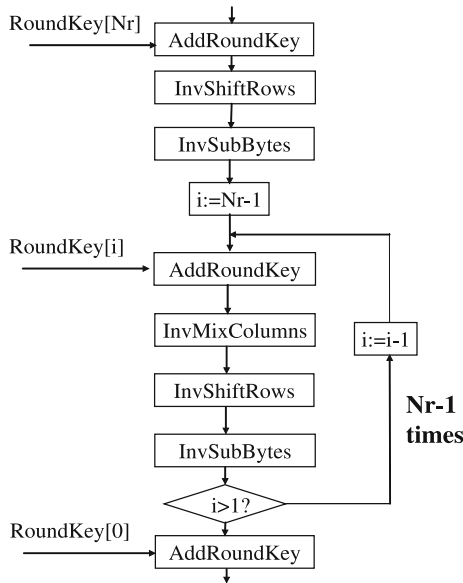 RoundKey[Nr]
AddRoundKey
InvShiftRows
InvSubBytes
i:=Nr-1
RoundKey[i]
AddRoundKey
InvMixColumns
i:=i-1
InvShiftRows
Nr-1
times
InvSubBytes
i>1?
RoundKey[0]
AddRoundKey